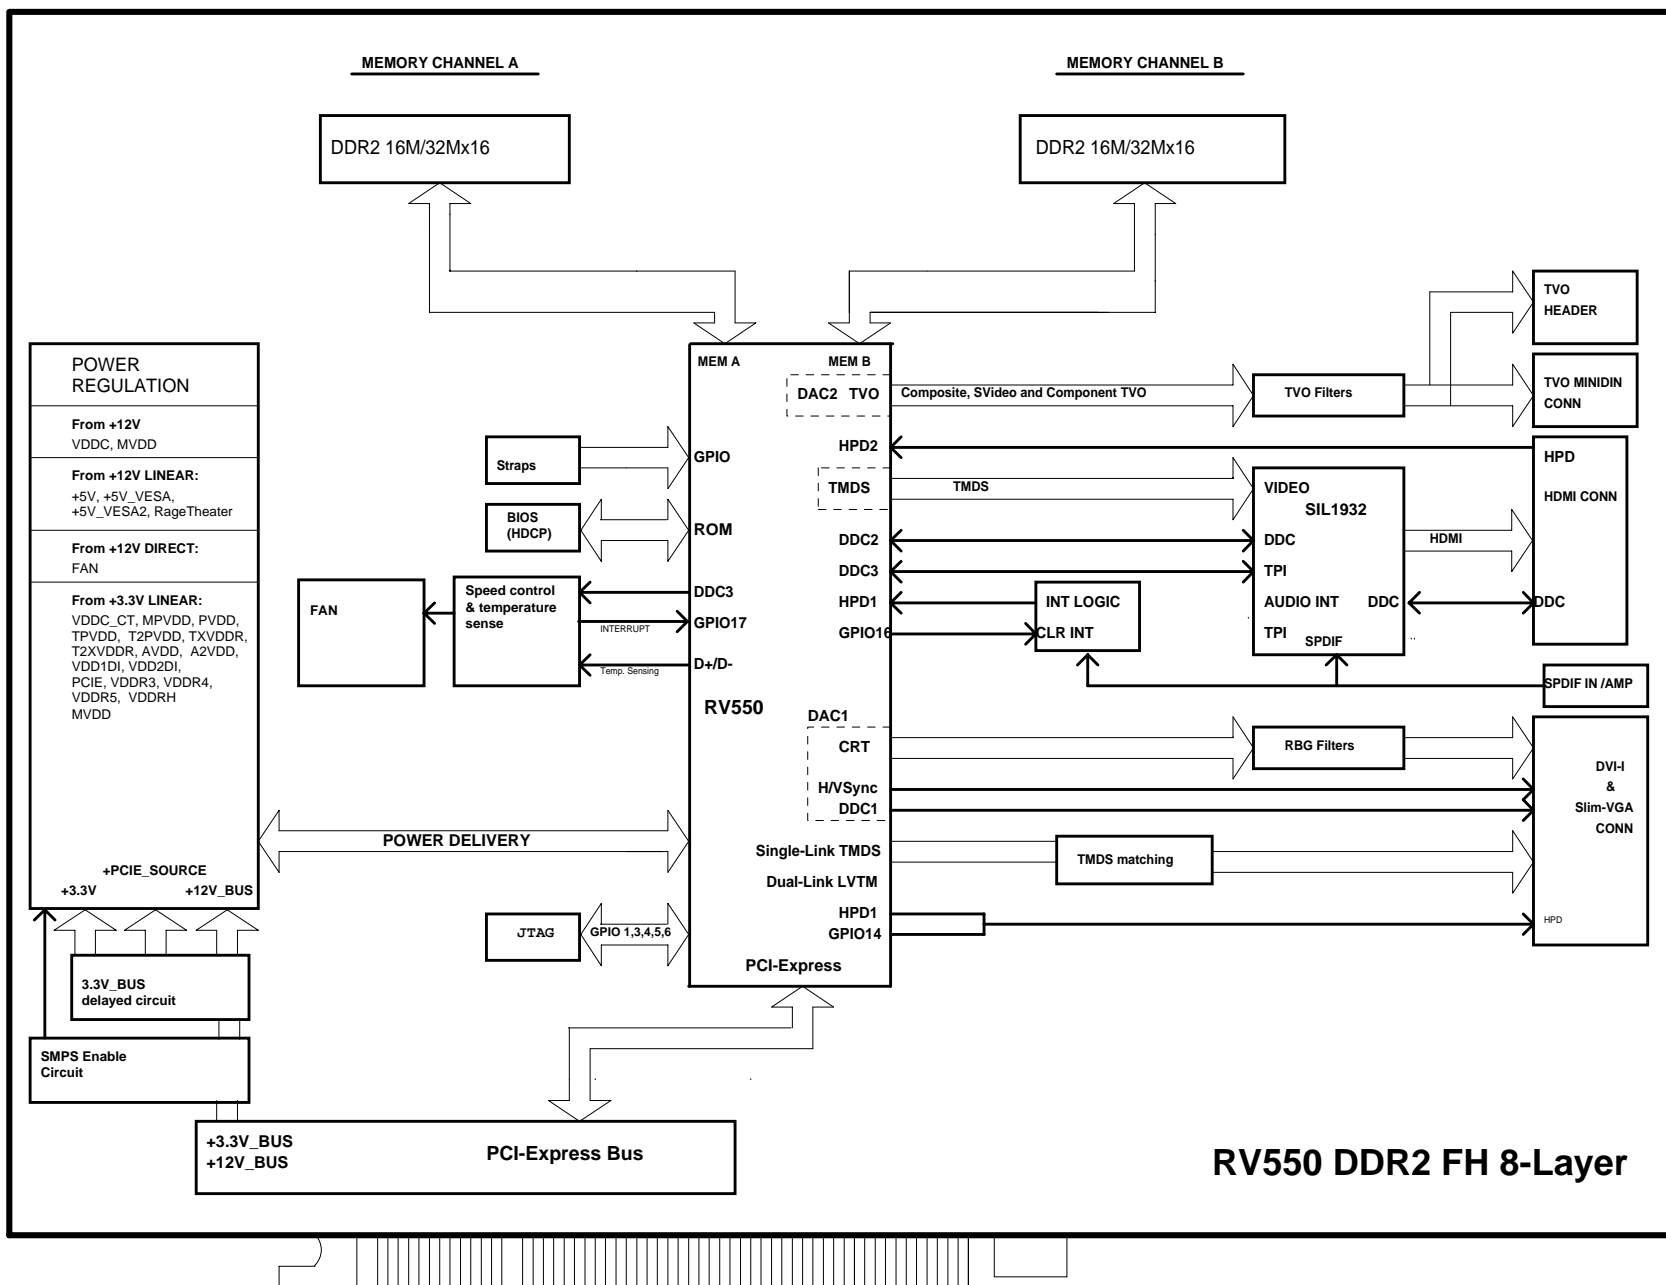 MEMORY CHANNEL A
MEMORY CHANNEL B
DDR2 16M/32Mx16
DDR2 16M/32Mx16
POWER
REGULATION
From +12V
VDDC, MVDD
From +12V LINEAR:
+5V, +5V_VESA,
+5V_VESA2, RageTheater
From +12V DIRECT:
FAN
From +3.3V LINEAR:
VDDC_CT, MPVDD, PVDD,
TPVDD, T2PVDD, TXVDDR,
T2XVDDR, AVDD, A2VDD,
VDD1DI, VDD2DI,
PCIE, VDDR3, VDDR4,
VDDR5, VDDRH
MVDD
+PCIE_SOURCE
+3.3V
+12V_BUS
3.3V_BUS
delayed circuit
SMPS Enable
Circuit
+3.3V_BUS
+12V_BUS
PCI-Express Bus
Straps
BIOS
(HDCP)
FAN
Speed control
& temperature
sense
INTERRUPT
Temp. Sensing
POWER DELIVERY
JTAG
GPIO 1,3,4,5,6
MEM A
MEM B
GPIO
ROM
DDC3
GPIO17
D+/D-
RV550
DAC2 TVO
HPD2
TMDS
DDC2
DDC3
HPD1
GPIO16
DAC1
CRT
H/VSync
DDC1
Single-Link TMDS
Dual-Link LVTM
HPD1
GPIO14
PCI-Express
Composite, SVideo and Component TVO
TVO Filters
TVO
HEADER
TVO MINIDIN
CONN
TMDS
VIDEO
SIL1932
DDC
TPI
AUDIO INT
DDC
TPI
SPDIF
HDMI
HPD
HDMI CONN
DDC
INT LOGIC
CLR INT
SPDIF IN /AMP
RBG Filters
DVI-I
&
Slim-VGA
CONN
TMDS matching
HPD
RV550 DDR2 FH 8-Layer